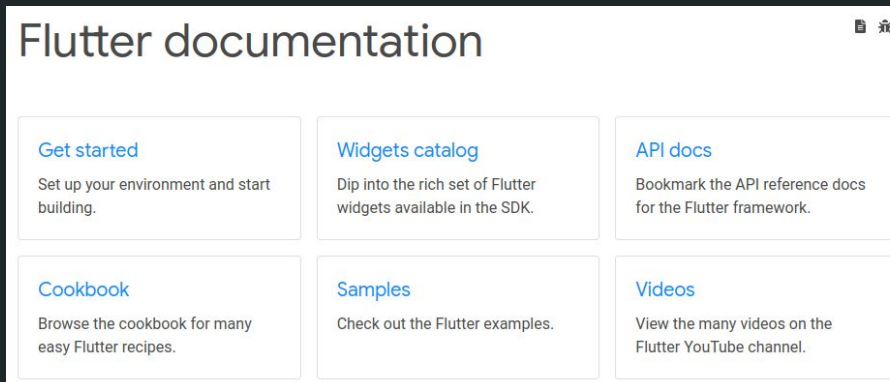 Flutter documentation
Get started
Set up your environment and start
building.
Widgets catalog
Dip into the rich set of Flutter
widgets available in the SDK.
API docs
Bookmark the API reference docs
for the Flutter framework.
Cookbook
Browse the cookbook for many
easy Flutter recipes.
Samples
Check out the Flutter examples.
Videos
View the many videos on the
Flutter YouTube channel.